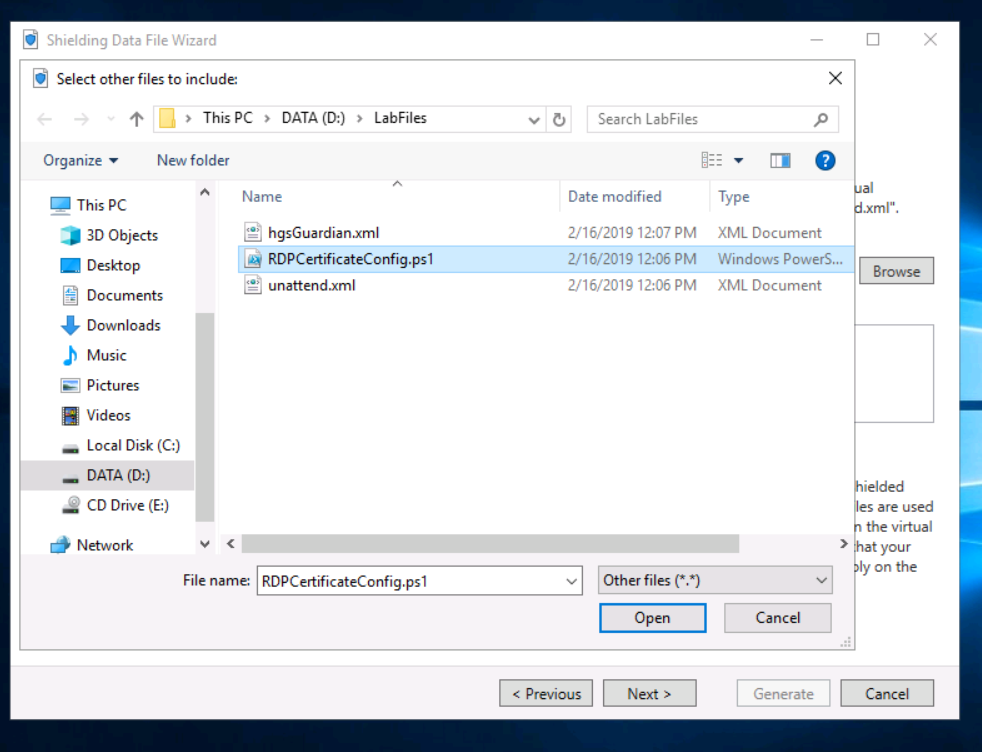 Shielding Data File Wizard
Select other files to include:
This PC > DATA (D:) > LabFiles
Search LabFiles
Organize
New folder
?
Name
Date modified
Type
This PC
3D Objects
Desktop
Documents
Downloads
Music
Pictures
Videos
Local Disk (C:)
DATA (D:)
CD Drive (E:)
Network
hgsGuardian.xml 2/16/2019 12:07 PM XML Document
RDPCertificateConfig.ps1 2/16/2019 12:06 PM Windows PowerS...
unattend.xml 2/16/2019 12:06 PM XML Document
File name: RDPCertificateConfig.ps1
Other files (*.*)
Open
Cancel
d.xml".
Browse
les are used
the virtual
that your
on the
< Previous
Next >
Generate
Cancel